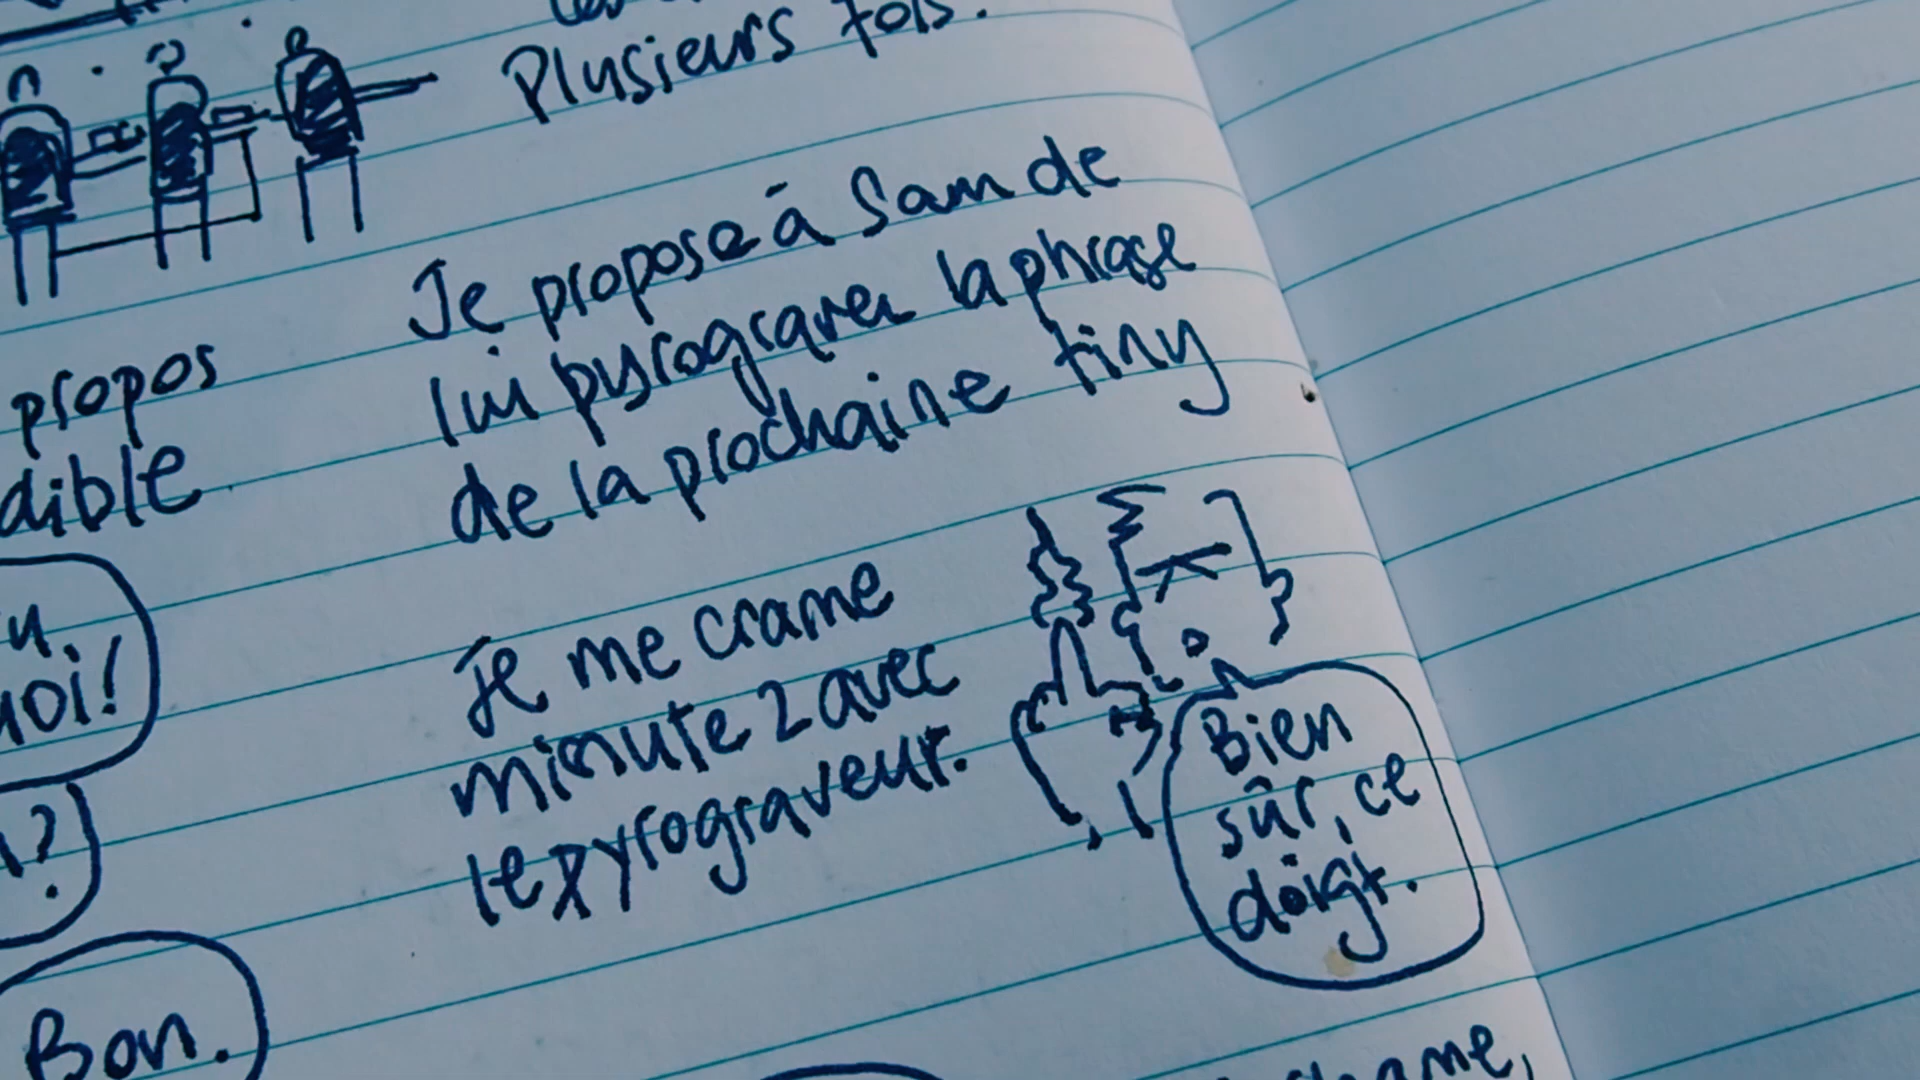 Plusieurs fois.
Je propose à Sam de
lui pyrograver la phrase
de la prochaine tiny
propos
dible
Je me crame
minute 2 avec
le pyrograveur.
Bien
sûr, ce
doigt.
Bon.